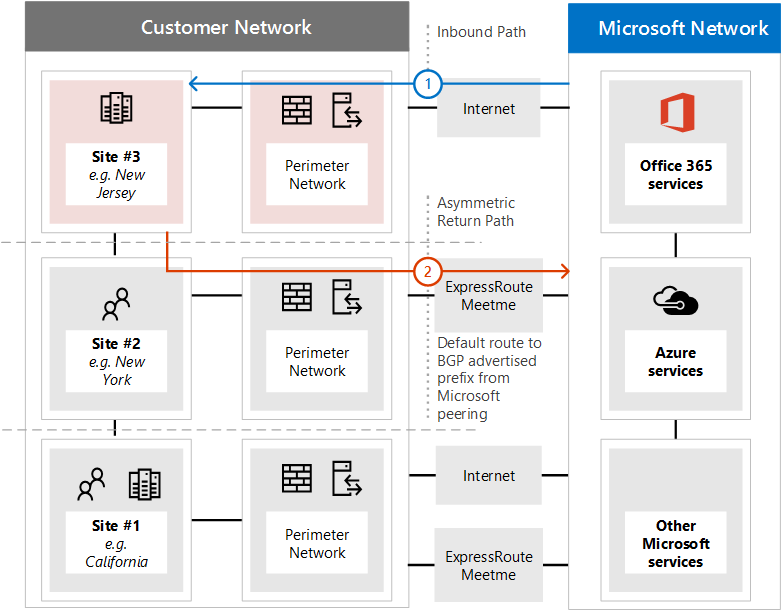 Customer Network
Inbound Path
Microsoft Network
1
Internet
Site #3
e.g. New
Jersey
Perimeter
Network
Office 365
services
Asymmetric
Return Path
2
ExpressRoute
Meetme
Site #2
e.g. New
York
Perimeter
Network
Default route to
BGP advertised
prefix from
Microsoft
peering
Azure
services
Internet
Site #1
e.g.
California
Perimeter
Network
ExpressRoute
Meetme
Other
Microsoft
services